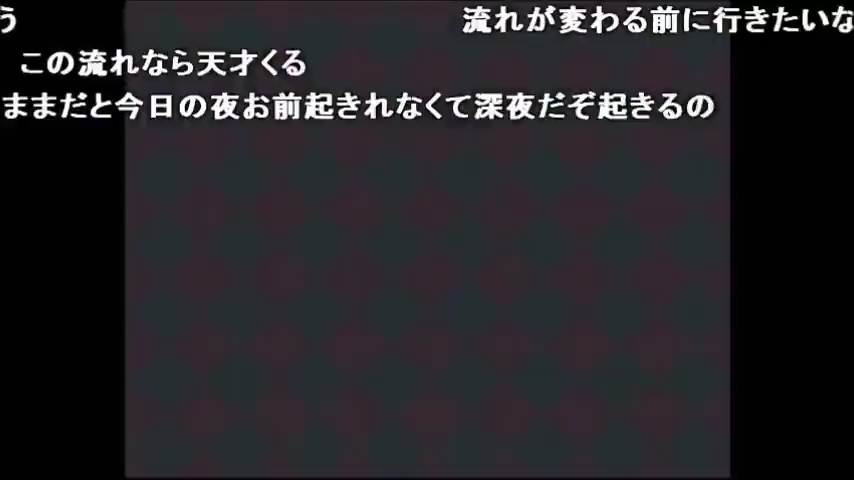 う
流れが変わる前に行きたいな
この流れなら天才くる
ままだと今日の夜お前起きれなくて深夜だぞ起きるの